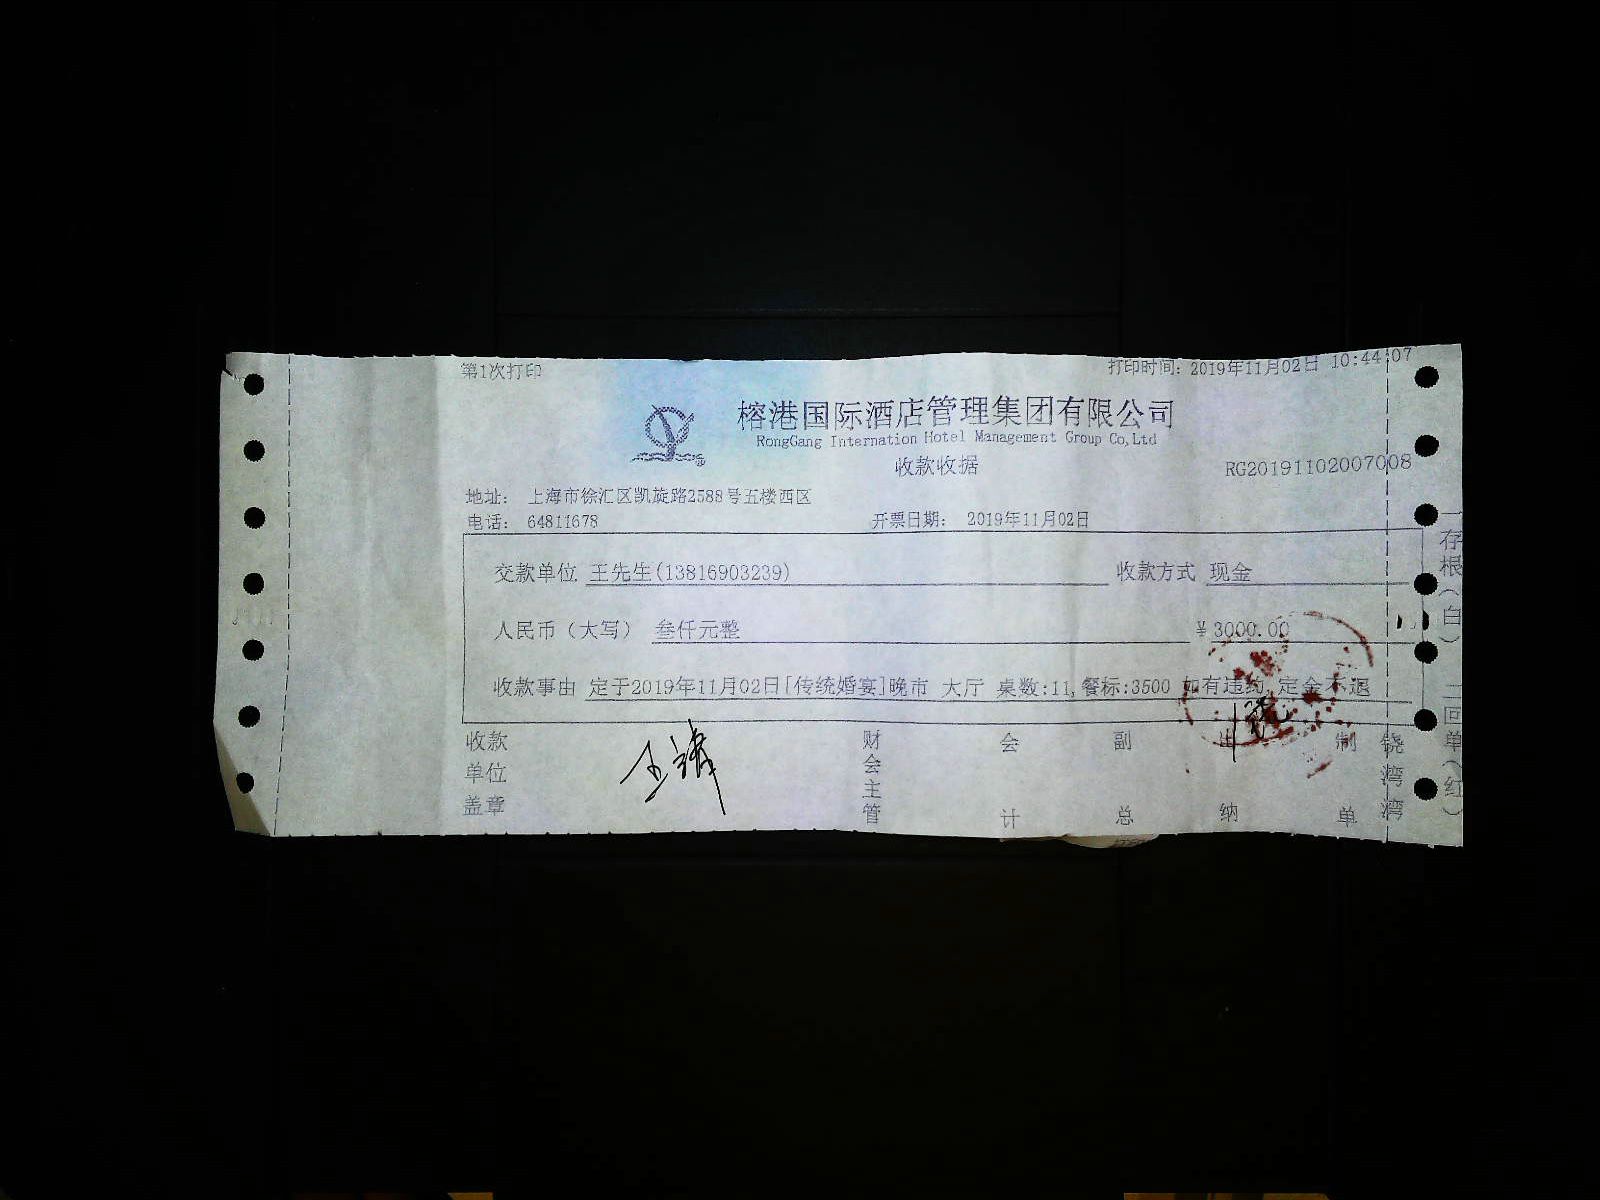 第1次打印 打印时间：2019年11月02日 10:44:07
榕港国际酒店管理集团有限公司
RongGang Internation Hotel Management Group Co,Ltd
收款收据 RG20191102007008
地址： 上海市徐汇区凯旋路2588号五楼西区
电话： 64811678 开票日期： 2019年11月02日
交款单位 王先生(13816903239) 收款方式 现金
人民币（大写） 叁仟元整 ¥3000.00
收款事由 定于2019年11月02日[传统婚宴]晚市 大厅 桌数:11,餐标:3500 如有违约,定金不退
收款单位盖章 财会主管 会计 副总 出纳 制单
一存根（白） 二回单（红）